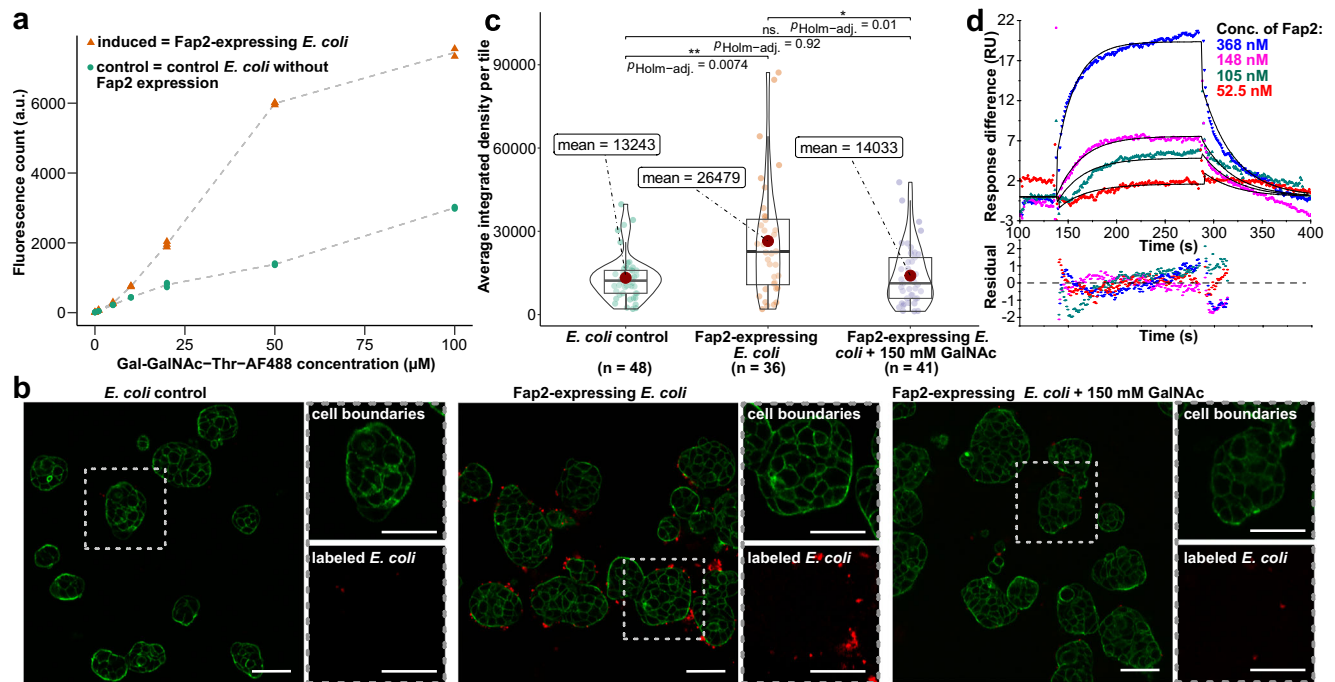 a
induced = Fap2-expressing E. coli
control = control E. coli without
Fap2 expression
Fluorescence count (a.u.)
6000
4000
2000
0
0
25
50
75
100
Gal-GalNAc−Thr−AF488 concentration (µM)
c
*
ns.
pHolm−adj. = 0.01
**
pHolm−adj. = 0.92
pHolm−adj. = 0.0074
Average integrated density per tile
90000
60000
30000
0
mean = 13243
mean = 26479
mean = 14033
E. coli control
(n = 48)
Fap2-expressing
E. coli
(n = 36)
Fap2-expressing E.
coli + 150 mM GalNAc
(n = 41)
d
Conc. of Fap2:
368 nM
148 nM
105 nM
52.5 nM
Response difference (RU)
22
17
12
7
2
-3
100
150
200
250
300
350
400
Time (s)
Residual
2
1
0
-1
-2
Time (s)
b
E. coli control
cell boundaries
labeled E. coli
Fap2-expressing E. coli
cell boundaries
labeled E. coli
Fap2-expressing E. coli + 150 mM GalNAc
cell boundaries
labeled E. coli